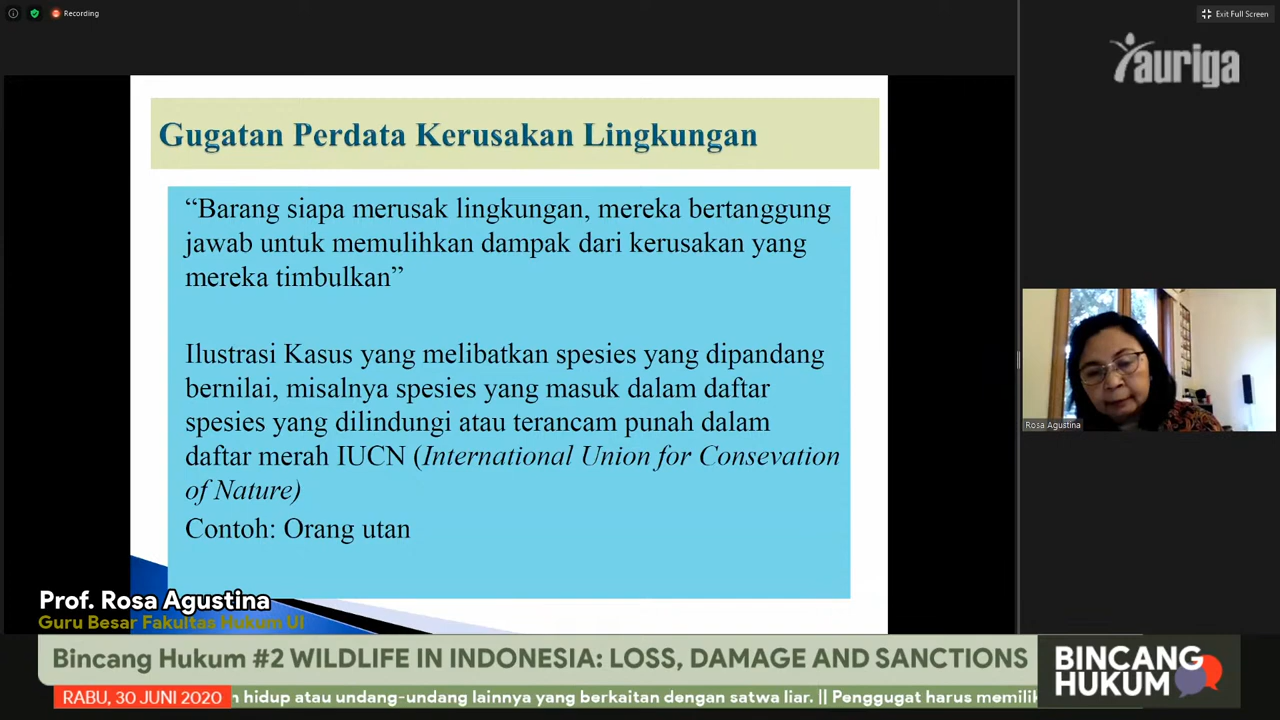 Recording
Exit Full Screen
auriga
Gugatan Perdata Kerusakan Lingkungan
“Barang siapa merusak lingkungan, mereka bertanggung
jawab untuk memulihkan dampak dari kerusakan yang
mereka timbulkan”
Ilustrasi Kasus yang melibatkan spesies yang dipandang
bernilai, misalnya spesies yang masuk dalam daftar
spesies yang dilindungi atau terancam punah dalam
daftar merah IUCN (International Union for Consevation
of Nature)
Contoh: Orang utan
Rosa Agustina
Prof. Rosa Agustina
Guru Besar Fakultas Hukum UI
Bincang Hukum #2 WILDLIFE IN INDONESIA: LOSS, DAMAGE AND SANCTIONS
BINCANG
HUKUM
RABU, 30 JUNI 2020
n hidup atau undang-undang lainnya yang berkaitan dengan satwa liar. || Penggugat harus memilik